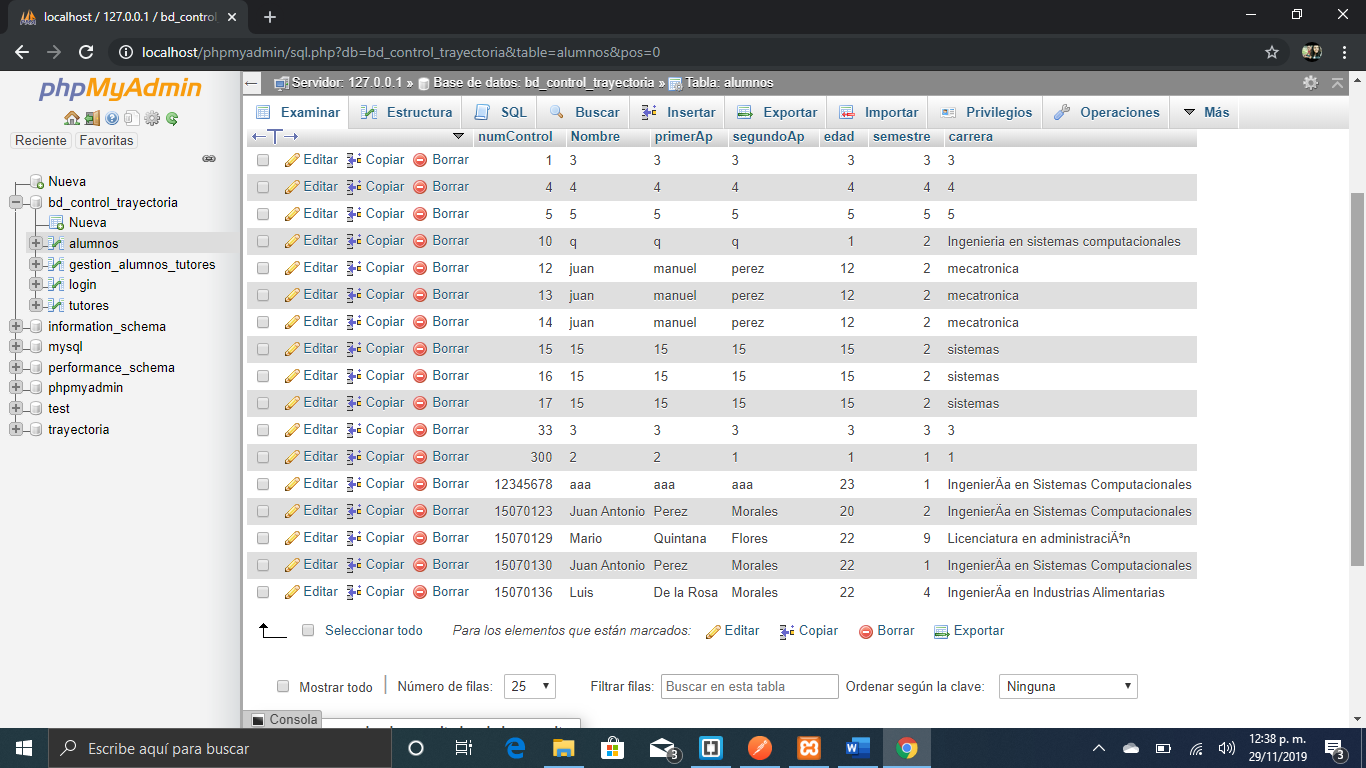 localhost / 127.0.0.1 / bd_control
localhost/phpmyadmin/sql.php?db=bd_control_trayectoria&table=alumnos&pos=0
phpMyAdmin
Reciente Favoritas
Nueva
bd_control_trayectoria
Nueva
alumnos
gestion_alumnos_tutores
login
tutores
information_schema
mysql
performance_schema
phpmyadmin
test
trayectoria
Servidor: 127.0.0.1 » Base de datos: bd_control_trayectoria » Tabla: alumnos
Examinar Estructura SQL Buscar Insertar Exportar Importar Privilegios Operaciones Más
numControl Nombre primerAp segundoAp edad semestre carrera
Editar Copiar Borrar 1 3 3 3 3 3 3
Editar Copiar Borrar 4 4 4 4 4 4 4
Editar Copiar Borrar 5 5 5 5 5 5 5
Editar Copiar Borrar 10 q q q 1 2 Ingenieria en sistemas computacionales
Editar Copiar Borrar 12 juan manuel perez 12 2 mecatronica
Editar Copiar Borrar 13 juan manuel perez 12 2 mecatronica
Editar Copiar Borrar 14 juan manuel perez 12 2 mecatronica
Editar Copiar Borrar 15 15 15 15 15 2 sistemas
Editar Copiar Borrar 16 15 15 15 15 2 sistemas
Editar Copiar Borrar 17 15 15 15 15 2 sistemas
Editar Copiar Borrar 33 3 3 3 3 3 3
Editar Copiar Borrar 300 2 2 1 1 1 1
Editar Copiar Borrar 12345678 aaa aaa aaa 23 1 IngenierÃa en Sistemas Computacionales
Editar Copiar Borrar 15070123 Juan Antonio Perez Morales 20 2 IngenierÃa en Sistemas Computacionales
Editar Copiar Borrar 15070129 Mario Quintana Flores 22 9 Licenciatura en administraciÃ³n
Editar Copiar Borrar 15070130 Juan Antonio Perez Morales 22 1 IngenierÃa en Sistemas Computacionales
Editar Copiar Borrar 15070136 Luis De la Rosa Morales 22 4 IngenierÃa en Industrias Alimentarias
Seleccionar todo Para los elementos que están marcados: Editar Copiar Borrar Exportar
Mostrar todo Número de filas: 25 Filtrar filas: Buscar en esta tabla Ordenar según la clave: Ninguna
Consola
Escribe aquí para buscar
3
12:38 p. m.
29/11/2019
3